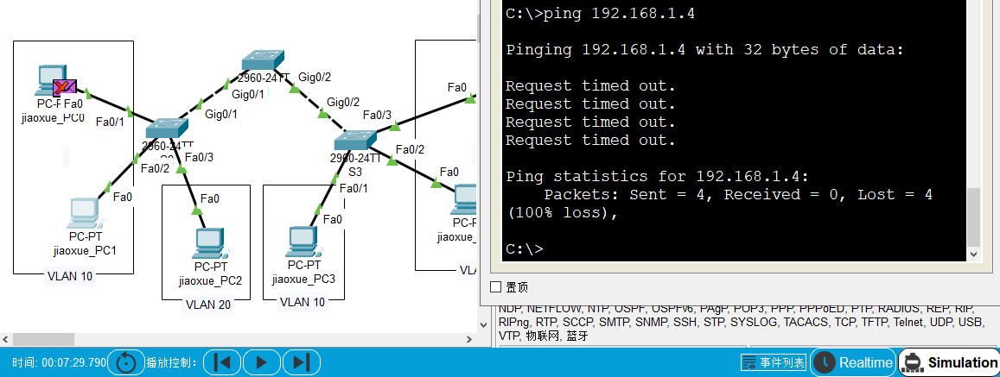 C:\>ping 192.168.1.4
Pinging 192.168.1.4 with 32 bytes of data:
Request timed out.
Request timed out.
Request timed out.
Request timed out.
Ping statistics for 192.168.1.4:
Packets: Sent = 4, Received = 0, Lost = 4
(100% loss),
C:\>
置顶
NDP, NETFLOW, NTP, OSPF, OSPFv6, PAgP, POP3, PPP, PPPoED, PTP, RADIUS, REP, RIP,
RIPng, RTP, SCCP, SMTP, SNMP, SSH, STP, SYSLOG, TACACS, TCP, TFTP, Telnet, UDP, USB,
VTP, 物联网, 蓝牙
2960-24TT
Gig0/2
Gig0/1
Gig0/1
Gig0/2
Fa0
PC-P
Fa0
jiaoxue_PC0
Fa0/1
2960-24TT
Fa0/2
Fa0/3
Fa0/3
Fa0/2
2960-24TT
S3
Fa0/1
Fa0
Fa0
Fa0
Fa0
PC-PT
jiaoxue_PC1
PC-PT
jiaoxue_PC2
PC-PT
jiaoxue_PC3
PC-
jiaoxue_PC
VLAN 10
VLAN 20
VLAN 10
VL
时间: 00:07:29.790
播放控制:
事件列表
Realtime
Simulation